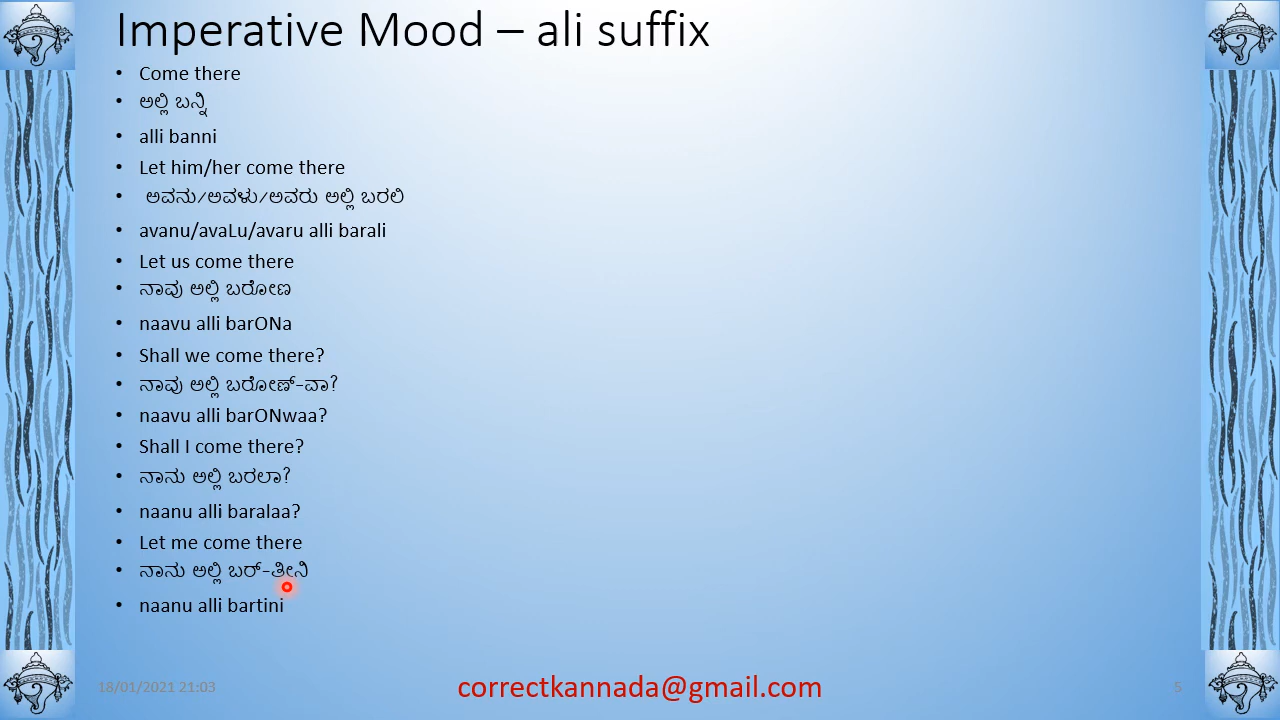 Imperative Mood – ali suffix
• Come there
• ಅಲ್ಲಿ ಬನ್ನಿ
• alli banni
• Let him/her come there
• ಅವನು/ಅವಳು/ಅವರು ಅಲ್ಲಿ ಬರಲಿ
• avanu/avaLu/avaru alli barali
• Let us come there
• ನಾವು ಅಲ್ಲಿ ಬರೋಣ
• naavu alli barONa
• Shall we come there?
• ನಾವು ಅಲ್ಲಿ ಬರೋಣ್-ವಾ?
• naavu alli barONwaa?
• Shall I come there?
• ನಾನು ಅಲ್ಲಿ ಬರಲಾ?
• naanu alli baralaa?
• Let me come there
• ನಾನು ಅಲ್ಲಿ ಬರ್-ತೀನಿ
• naanu alli bartini
18/01/2021 21:03
correctkannada@gmail.com
5